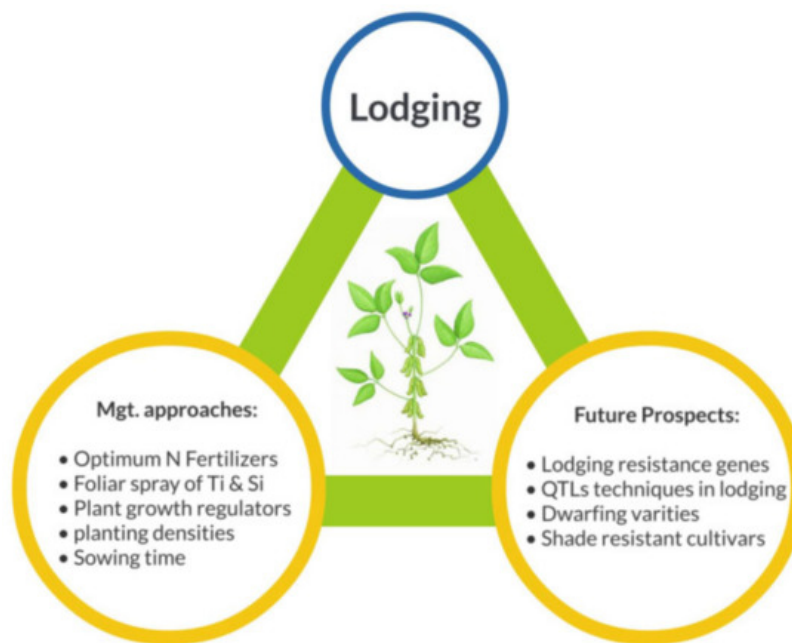 Lodging
Mgt. approaches:
• Optimum N Fertilizers
• Foliar spray of Ti & Si
• Plant growth regulators
• planting densities
• Sowing time
Future Prospects:
• Lodging resistance genes
• QTLs techniques in lodging
• Dwarfing varities
• Shade resistant cultivars